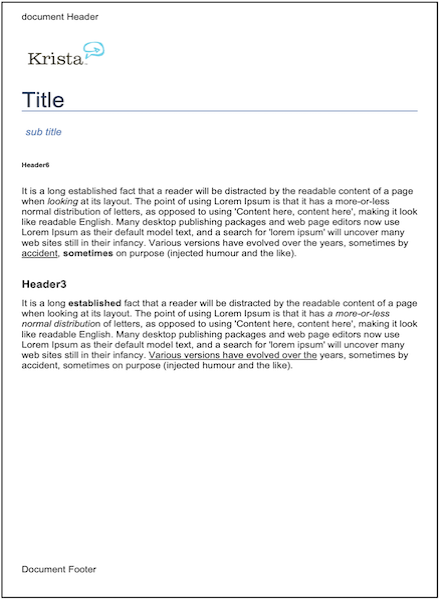 document Header
Krista
Title
sub title
Header6
It is a long established fact that a reader will be distracted by the readable content of a page
when looking at its layout. The point of using Lorem Ipsum is that it has a more-or-less
normal distribution of letters, as opposed to using 'Content here, content here', making it look
like readable English. Many desktop publishing packages and web page editors now use
Lorem Ipsum as their default model text, and a search for 'lorem ipsum' will uncover many
web sites still in their infancy. Various versions have evolved over the years, sometimes by
accident, sometimes on purpose (injected humour and the like).
Header3
It is a long established fact that a reader will be distracted by the readable content of a page
when looking at its layout. The point of using Lorem Ipsum is that it has a more-or-less
normal distribution of letters, as opposed to using 'Content here, content here', making it look
like readable English. Many desktop publishing packages and web page editors now use
Lorem Ipsum as their default model text, and a search for 'lorem ipsum' will uncover many
web sites still in their infancy. Various versions have evolved over the years, sometimes by
accident, sometimes on purpose (injected humour and the like).
Document Footer